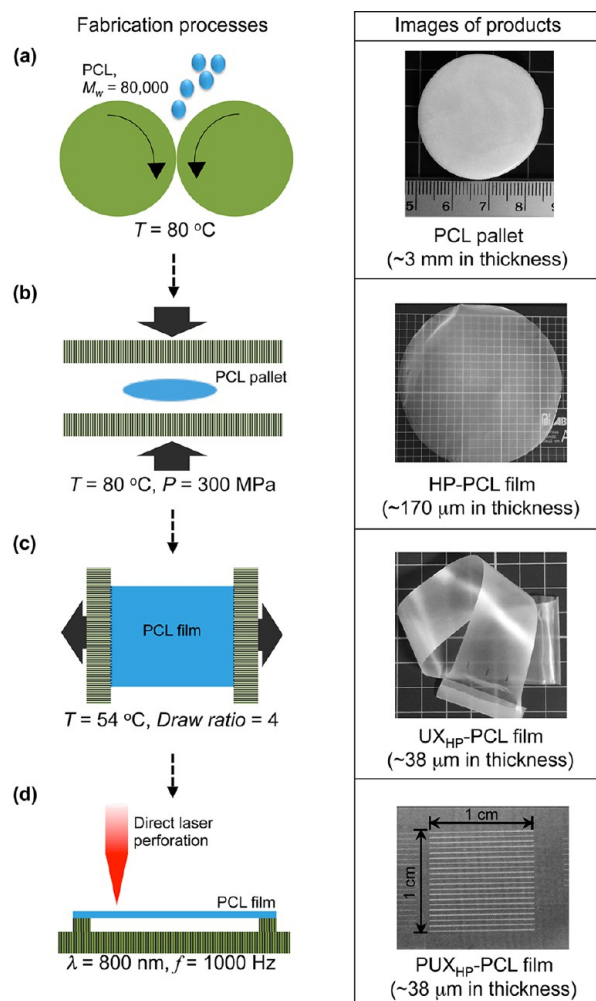 Fabrication processes
Images of products
(a)
PCL,
Mw = 80,000
T = 80 °C
5 6 7 8 9
PCL pallet
(~3 mm in thickness)
(b)
PCL pallet
T = 80 °C, P = 300 MPa
HP-PCL film
(~170 μm in thickness)
(c)
PCL film
T = 54 °C, Draw ratio = 4
UXHP-PCL film
(~38 μm in thickness)
(d)
Direct laser
perforation
PCL film
λ = 800 nm, f = 1000 Hz
1 cm
1 cm
PUXHP-PCL film
(~38 μm in thickness)